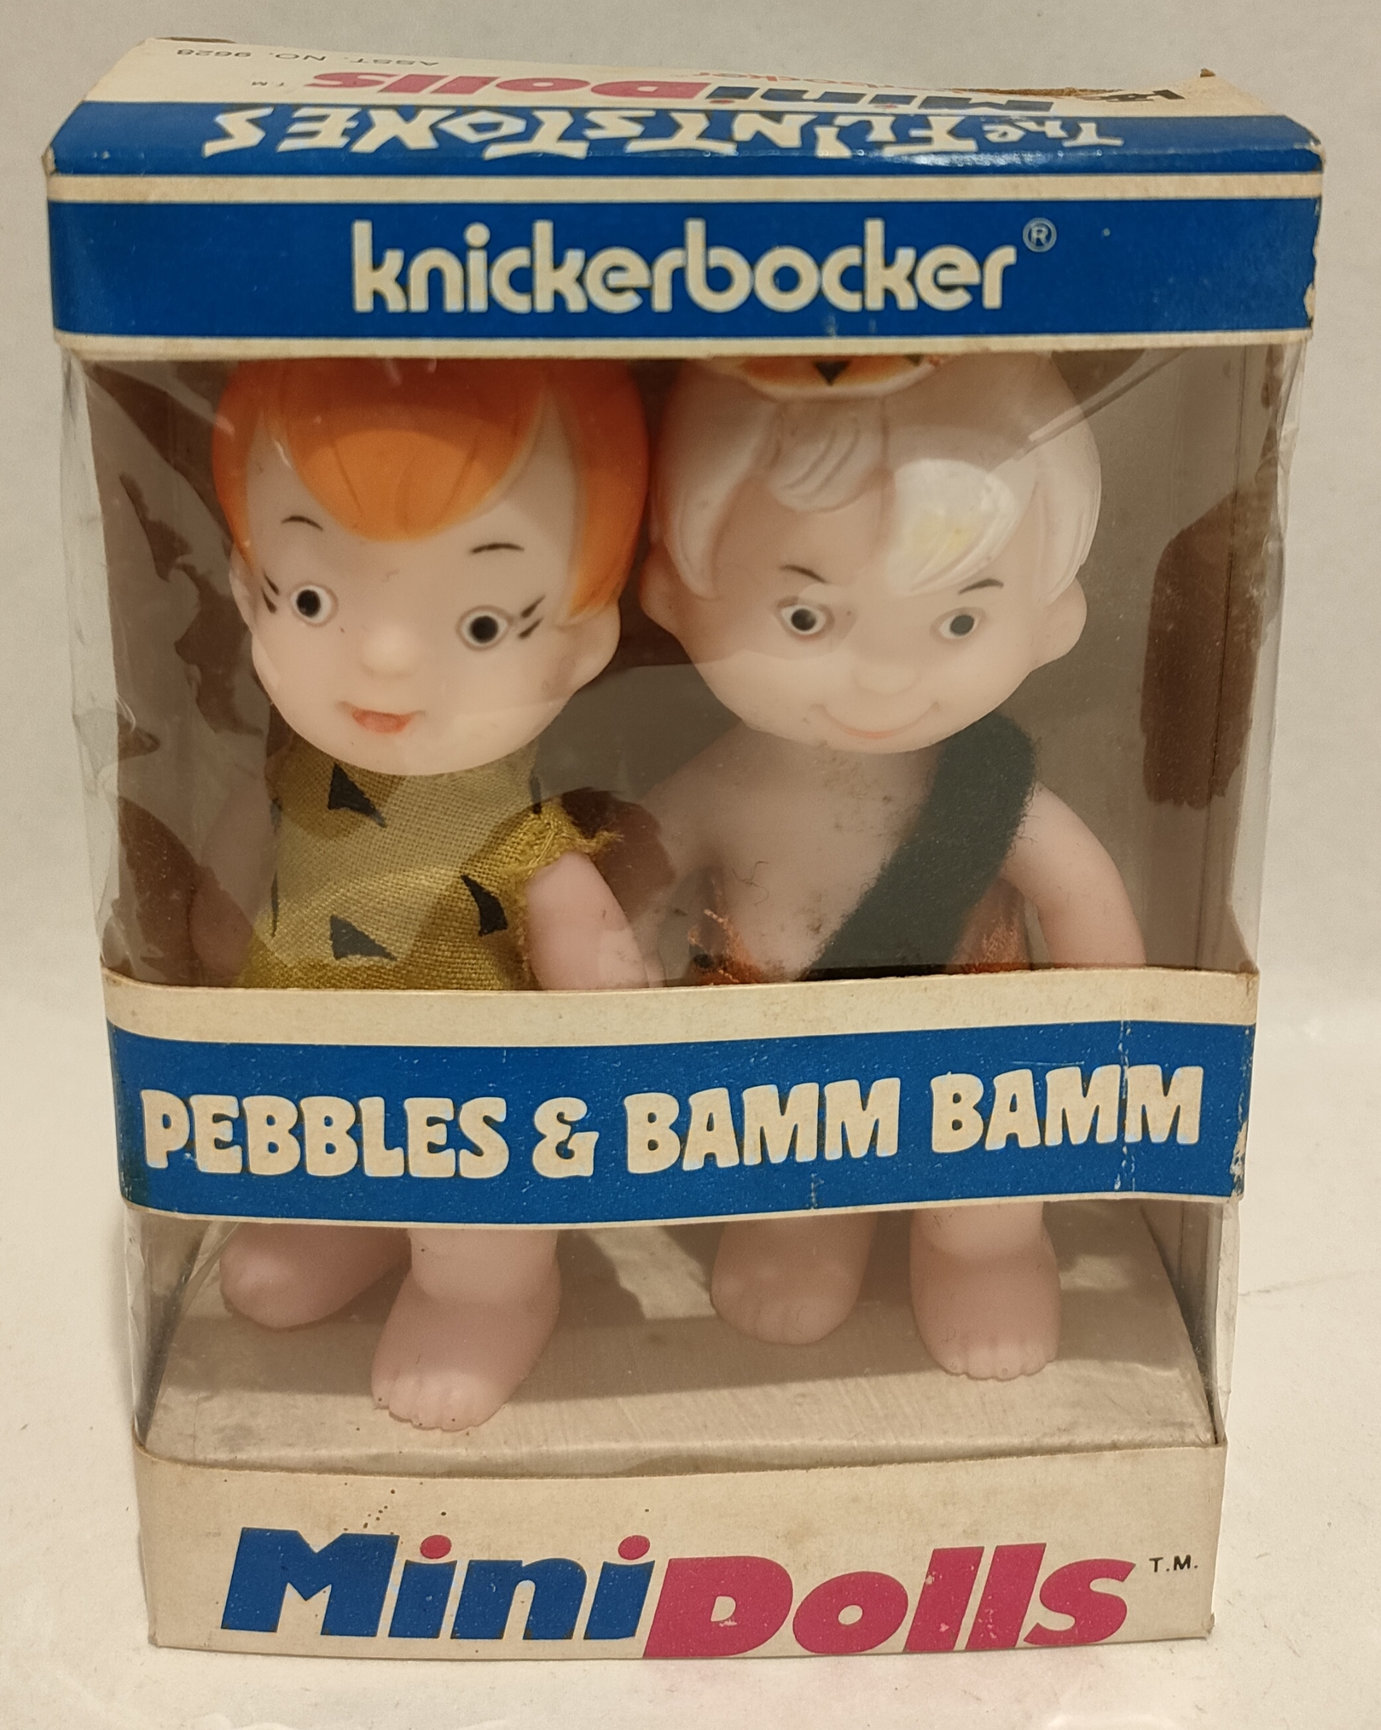 ASST. NO. 9628
MiniDolls T.M.
The FLINTSTONES
knickerbocker®
PEBBLES & BAMM BAMM
MiniDolls T.M.